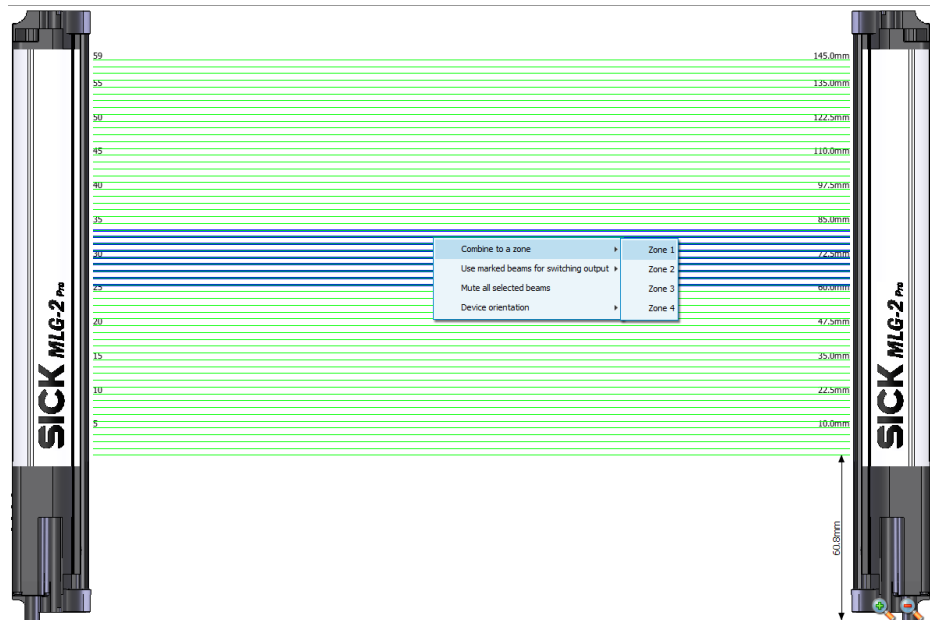 59 145.0mm
55 135.0mm
50 122.5mm
45 110.0mm
40 97.5mm
35 85.0mm
Combine to a zone Zone 1
30 72.5mm
Use marked beams for switching output Zone 2
Mute all selected beams Zone 3
25 60.0mm
Device orientation Zone 4
20 47.5mm
15 35.0mm
10 22.5mm
5 10.0mm
SICK MLG-2 Pro
SICK MLG-2 Pro
60.8mm